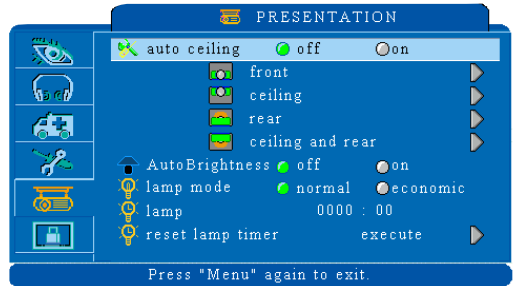 PRESENTATION
auto ceiling off on
front
ceiling
rear
ceiling and rear
AutoBrightness off on
lamp mode normal economic
lamp 0000 : 00
reset lamp timer execute
Press "Menu" again to exit.